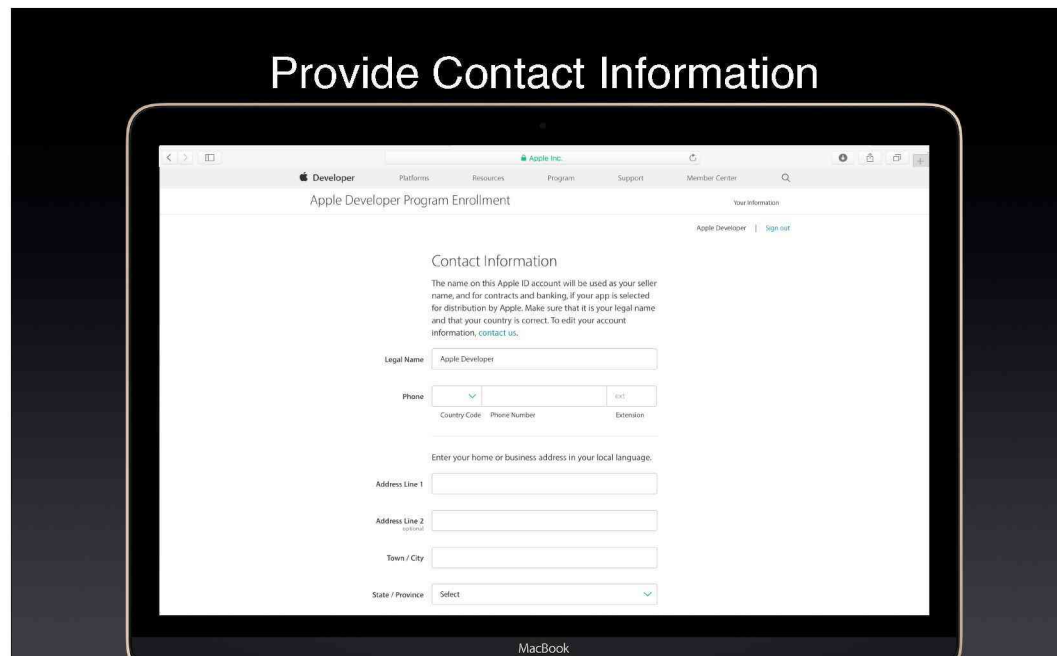 Provide Contact Information
Apple Inc.
Developer Platforms Resources Program Support Member Center
Apple Developer Program Enrollment Your Information
Apple Developer | Sign out
Contact Information
The name on this Apple ID account will be used as your seller
name, and for contracts and banking, if your app is selected
for distribution by Apple. Make sure that it is your legal name
and that your country is correct. To edit your account
information, contact us.
Legal Name Apple Developer
Phone ext
Country Code Phone Number Extension
Enter your home or business address in your local language.
Address Line 1
Address Line 2
optional
Town / City
State / Province Select
MacBook